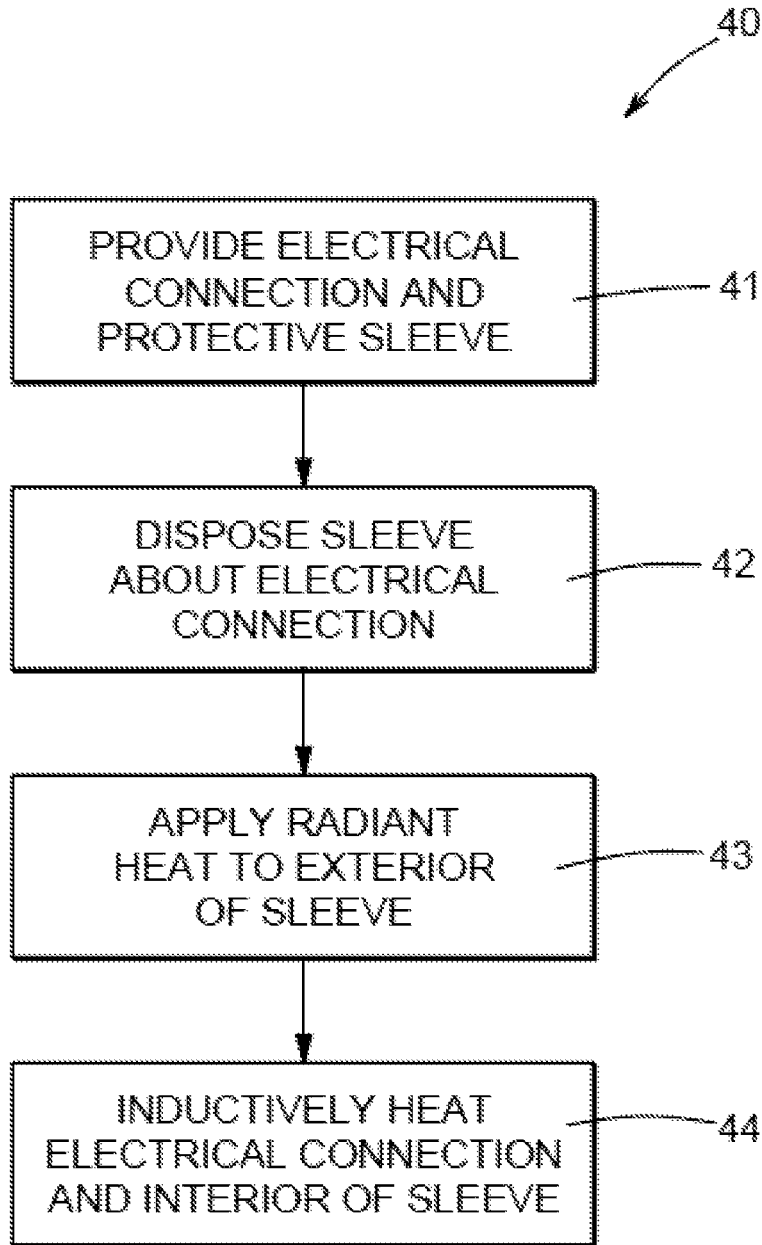 40
PROVIDE ELECTRICAL
CONNECTION AND
PROTECTIVE SLEEVE
41
DISPOSE SLEEVE
ABOUT ELECTRICAL
CONNECTION
42
APPLY RADIANT
HEAT TO EXTERIOR
OF SLEEVE
43
INDUCTIVELY HEAT
ELECTRICAL CONNECTION
AND INTERIOR OF SLEEVE
44